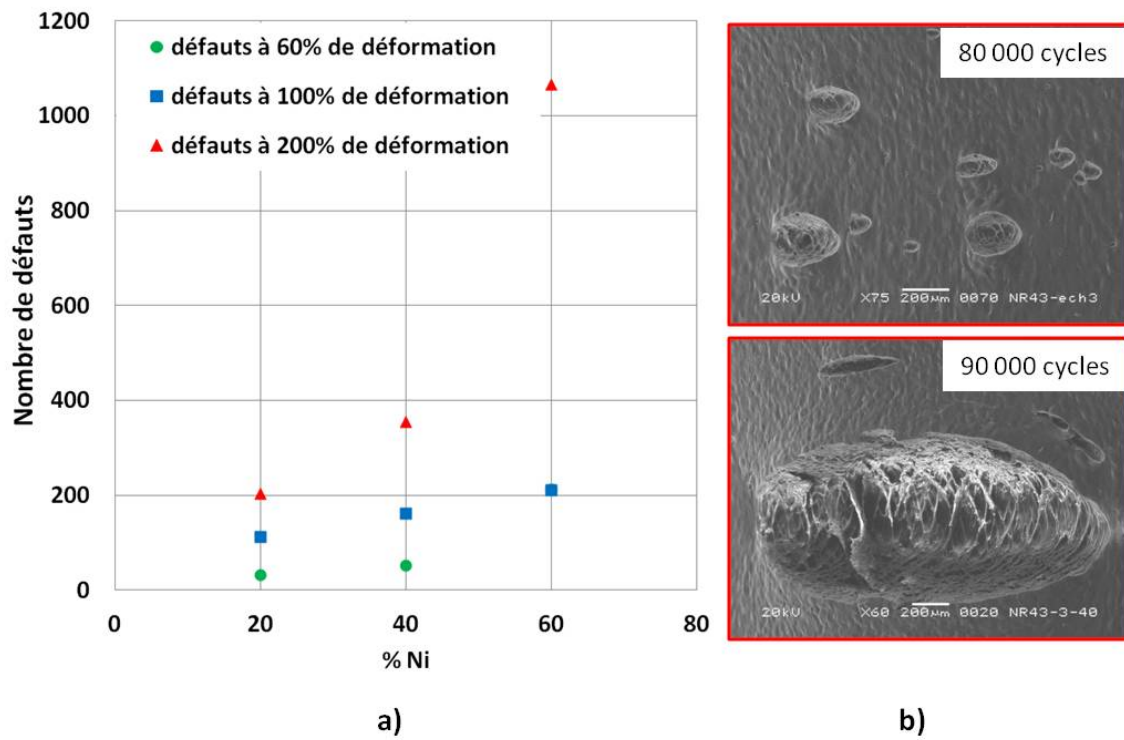 1200
1000
800
600
400
200
0
Nombre de défauts
défauts à 60% de déformation
défauts à 100% de déformation
défauts à 200% de déformation
0 20 40 60 80
% Ni
a)
80 000 cycles
20kV X75 200µm 0070 NR43-ech3
90 000 cycles
20kV X60 200µm 0020 NR43-3-40
b)